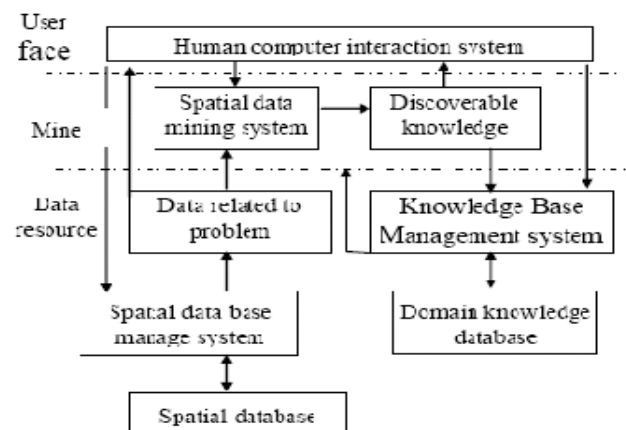 User
face
Human computer interaction system
Mine
Spatial data
mining system
Discoverable
knowledge
Data
resource
Data related to
problem
Knowledge Base
Management system
Spatial data base
manage system
Domain knowledge
database
Spatial database